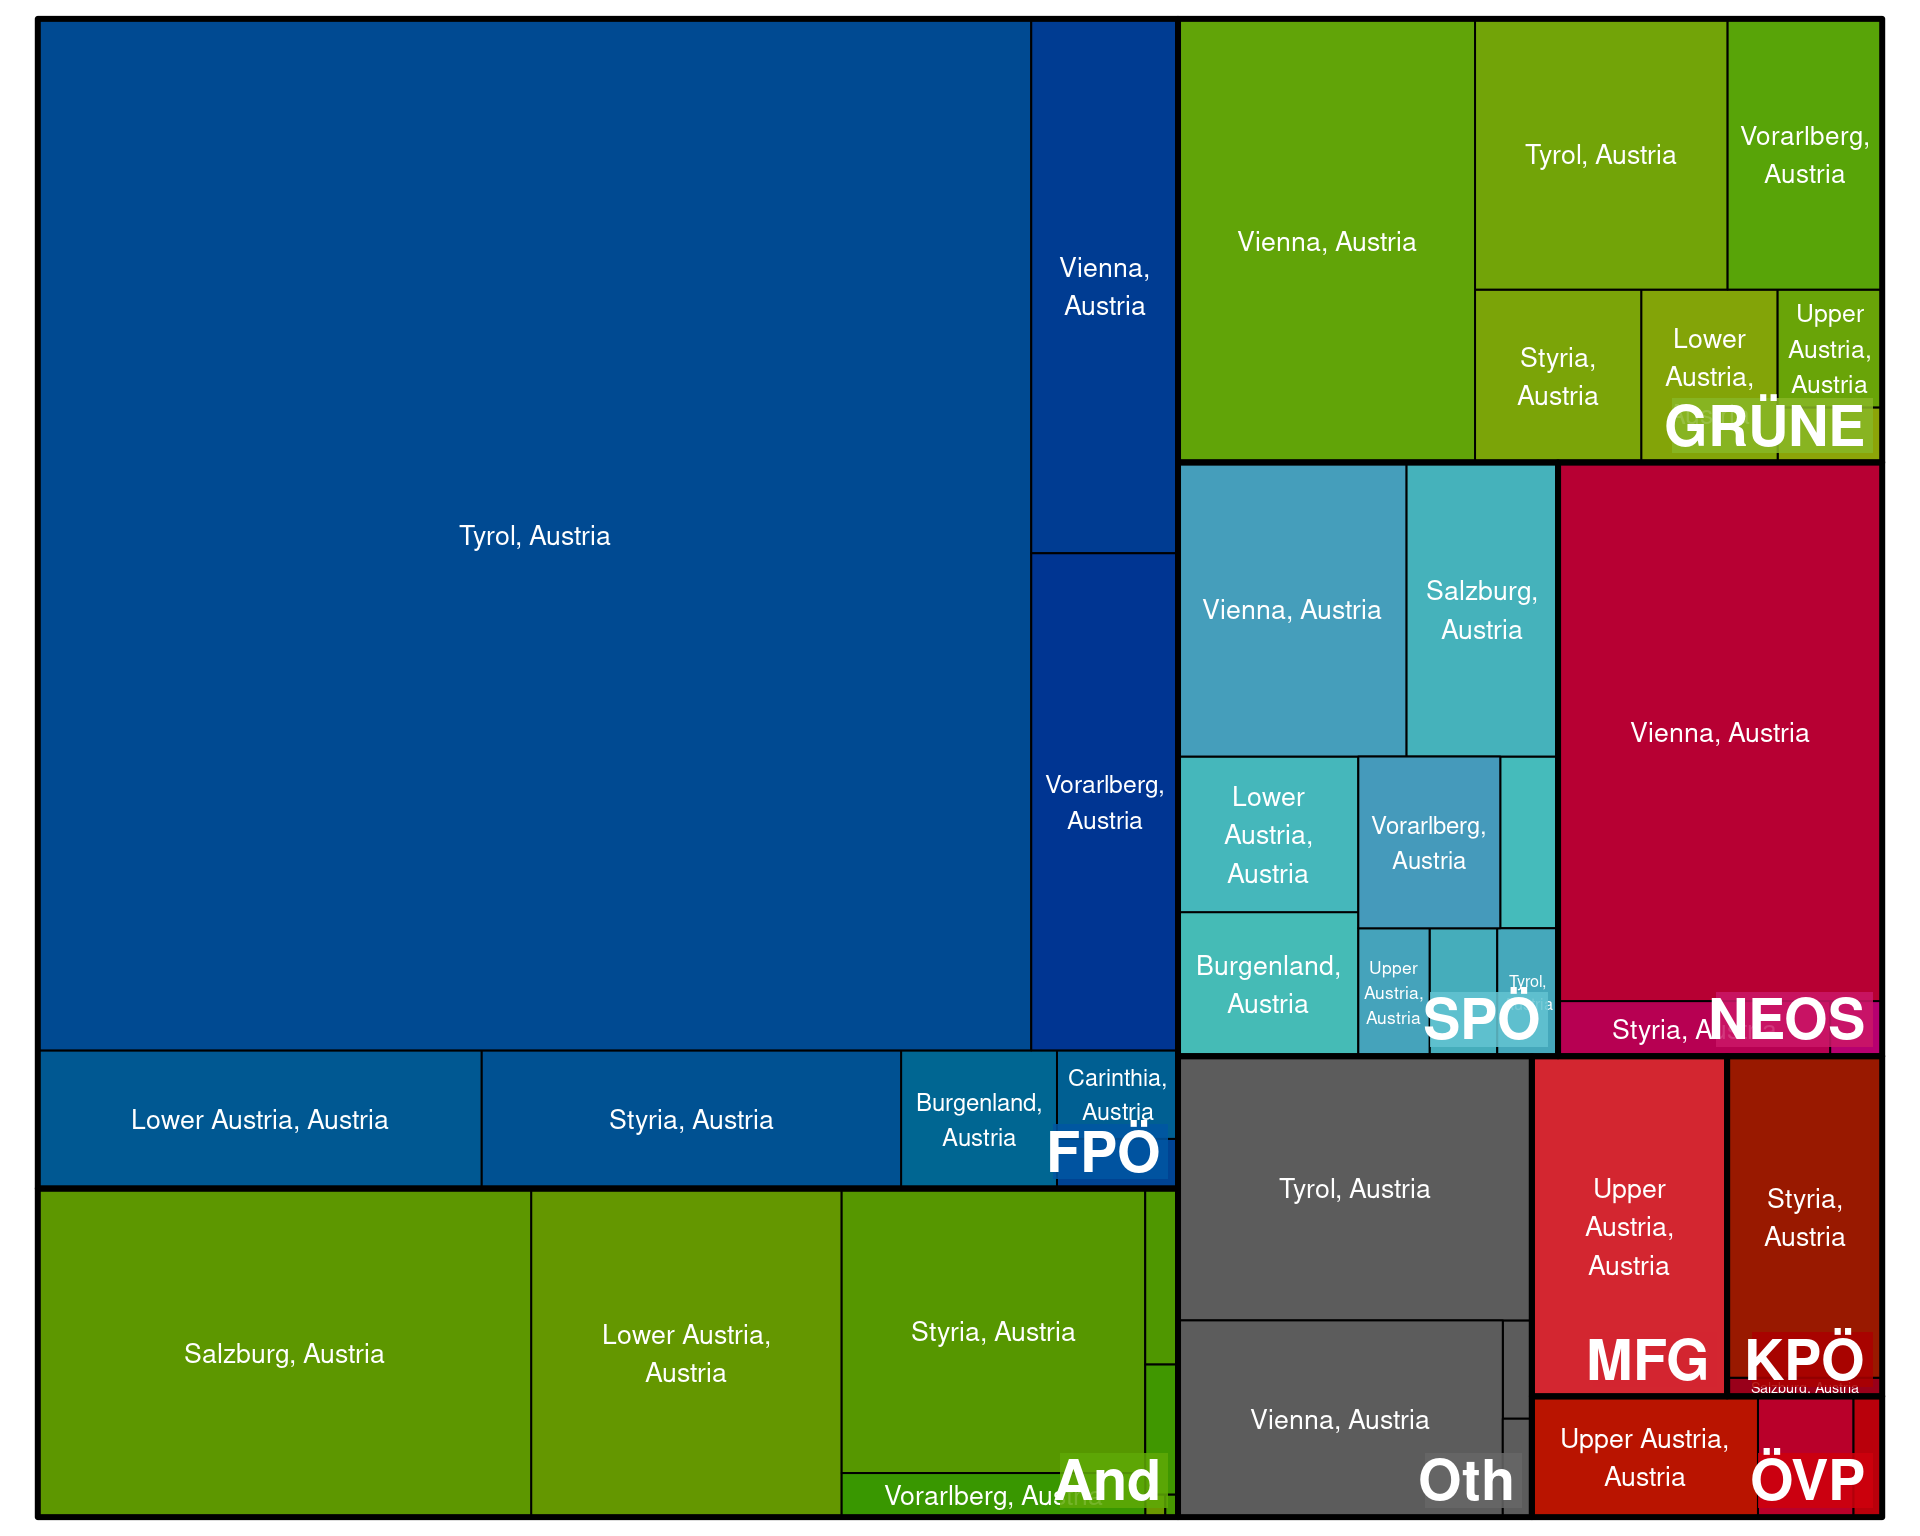 Tyrol, Austria
Vienna,
Austria
Vorarlberg,
Austria
Lower Austria, Austria
Styria, Austria
Burgenland,
Austria
Carinthia,
Austria
FPÖ
Salzburg, Austria
Lower Austria,
Austria
Styria, Austria
Vorarlberg, Austria
And
Vienna, Austria
Tyrol, Austria
Vorarlberg,
Austria
Styria,
Austria
Lower
Austria,
Upper
Austria,
Austria
GRÜNE
Vienna, Austria
Salzburg,
Austria
Lower
Austria,
Austria
Vorarlberg,
Austria
Burgenland,
Austria
Upper
Austria,
Austria
Tyrol,
Austria
SPÖ
Vienna, Austria
Styria, Austria
NEOS
Tyrol, Austria
Vienna, Austria
Oth
Upper
Austria,
Austria
MFG
Styria,
Austria
KPÖ
Salzburg, Austria
Upper Austria,
Austria
ÖVP